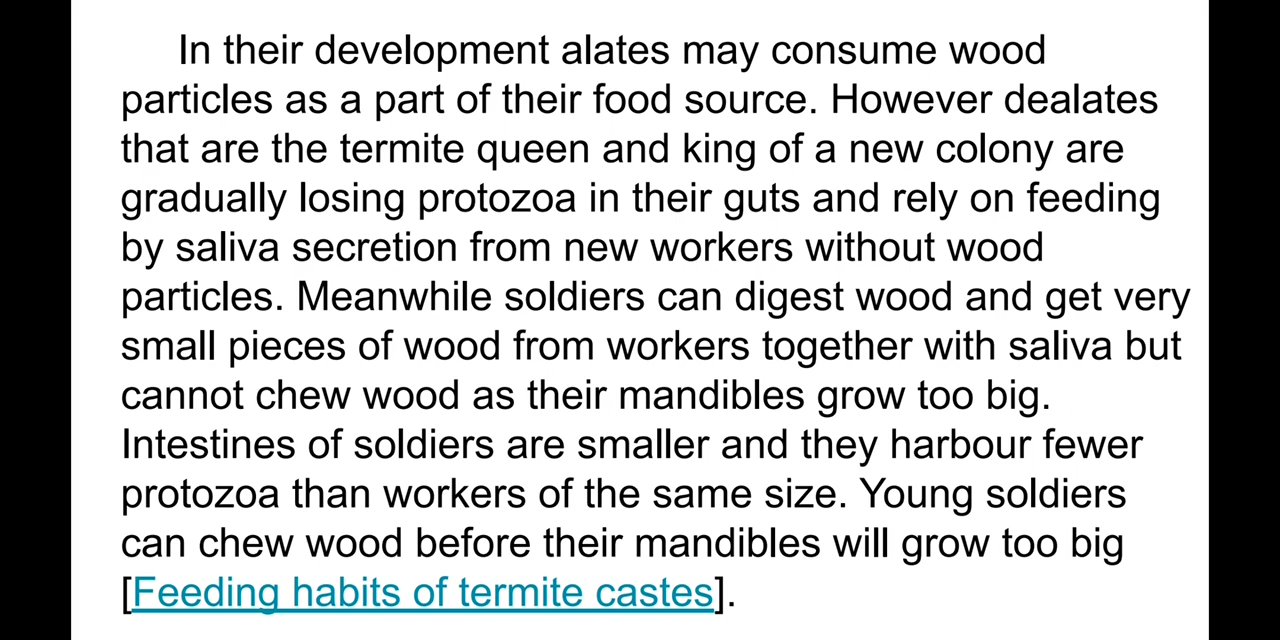 In their development alates may consume wood
particles as a part of their food source. However dealates
that are the termite queen and king of a new colony are
gradually losing protozoa in their guts and rely on feeding
by saliva secretion from new workers without wood
particles. Meanwhile soldiers can digest wood and get very
small pieces of wood from workers together with saliva but
cannot chew wood as their mandibles grow too big.
Intestines of soldiers are smaller and they harbour fewer
protozoa than workers of the same size. Young soldiers
can chew wood before their mandibles will grow too big
[Feeding habits of termite castes].